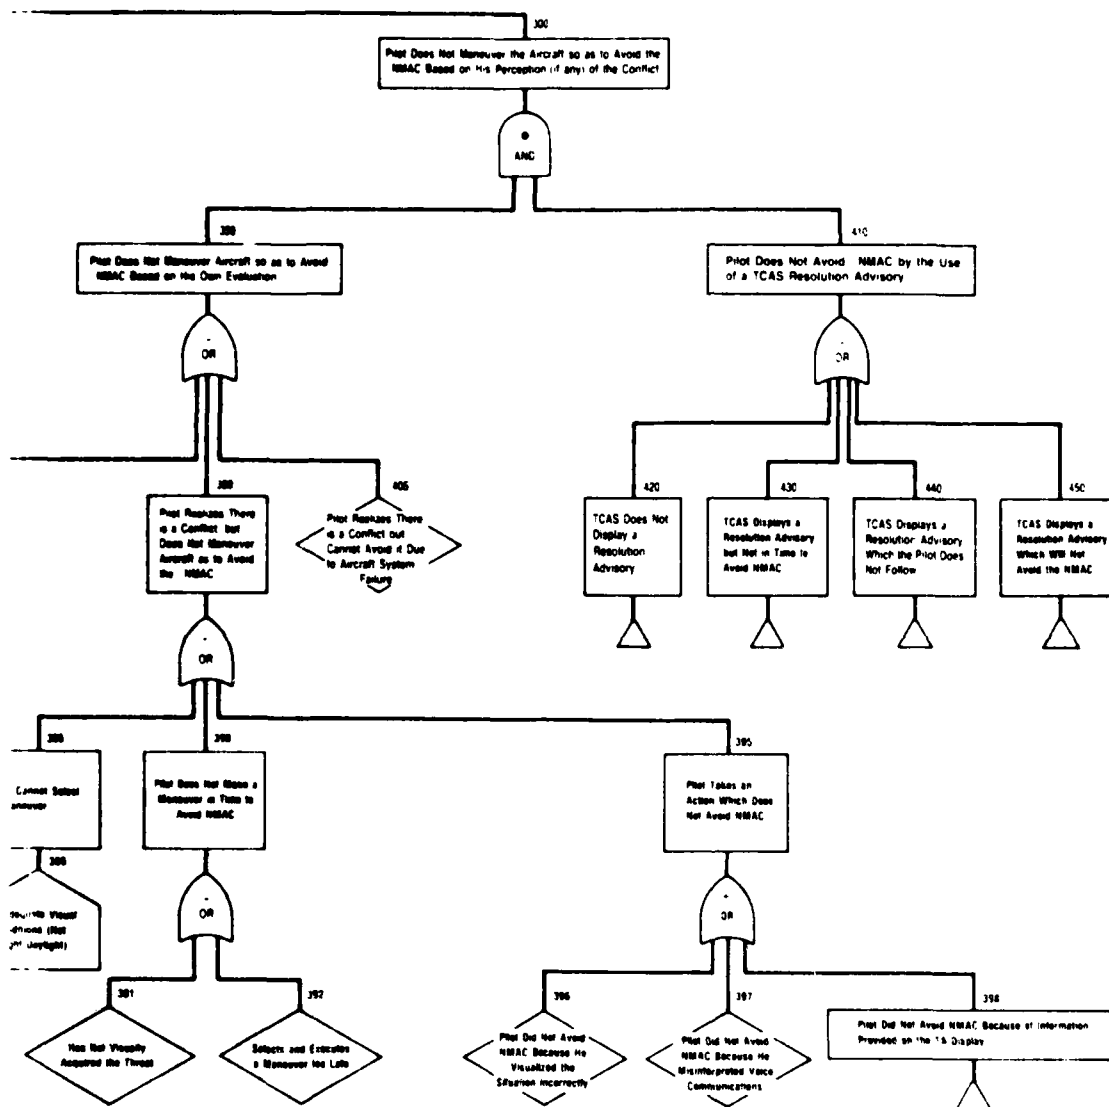 300
Pilot Does Not Maneuver the Aircraft so as to Avoid the
NMAC Based on His Perception (if any) of the Conflict
AND
350
Pilot Does Not Maneuver Aircraft so as to Avoid
NMAC Based on His Own Evaluation
410
Pilot Does Not Avoid NMAC by the Use
of a TCAS Resolution Advisory
OR
OR
380
Pilot Realizes There
is a Conflict but
Does Not Maneuver
Aircraft as to Avoid
the NMAC
405
Pilot Realizes There
is a Conflict but
Cannot Avoid it Due
to Aircraft System
Failure
420
TCAS Does Not
Display a
Resolution
Advisory
430
TCAS Displays a
Resolution Advisory
but Not in Time to
Avoid NMAC
440
TCAS Displays a
Resolution Advisory
Which the Pilot Does
Not Follow
450
TCAS Displays a
Resolution Advisory
Which Will Not
Avoid the NMAC
OR
Cannot Select
390
Pilot Does Not Make a
Maneuver in Time to
Avoid NMAC
395
Pilot Takes an
Action Which Does
Not Avoid NMAC
Visual
(Not
OR
OR
391
Has Not Visually
Acquired the Threat
392
Selects and Executes
a Maneuver too Late
396
Pilot Did Not Avoid
NMAC Because He
Visualized the
Situation Incorrectly
397
Pilot Did Not Avoid
NMAC Because He
Misinterpreted Voice
Communications
398
Pilot Did Not Avoid NMAC Because of Information
Provided on the TA Display